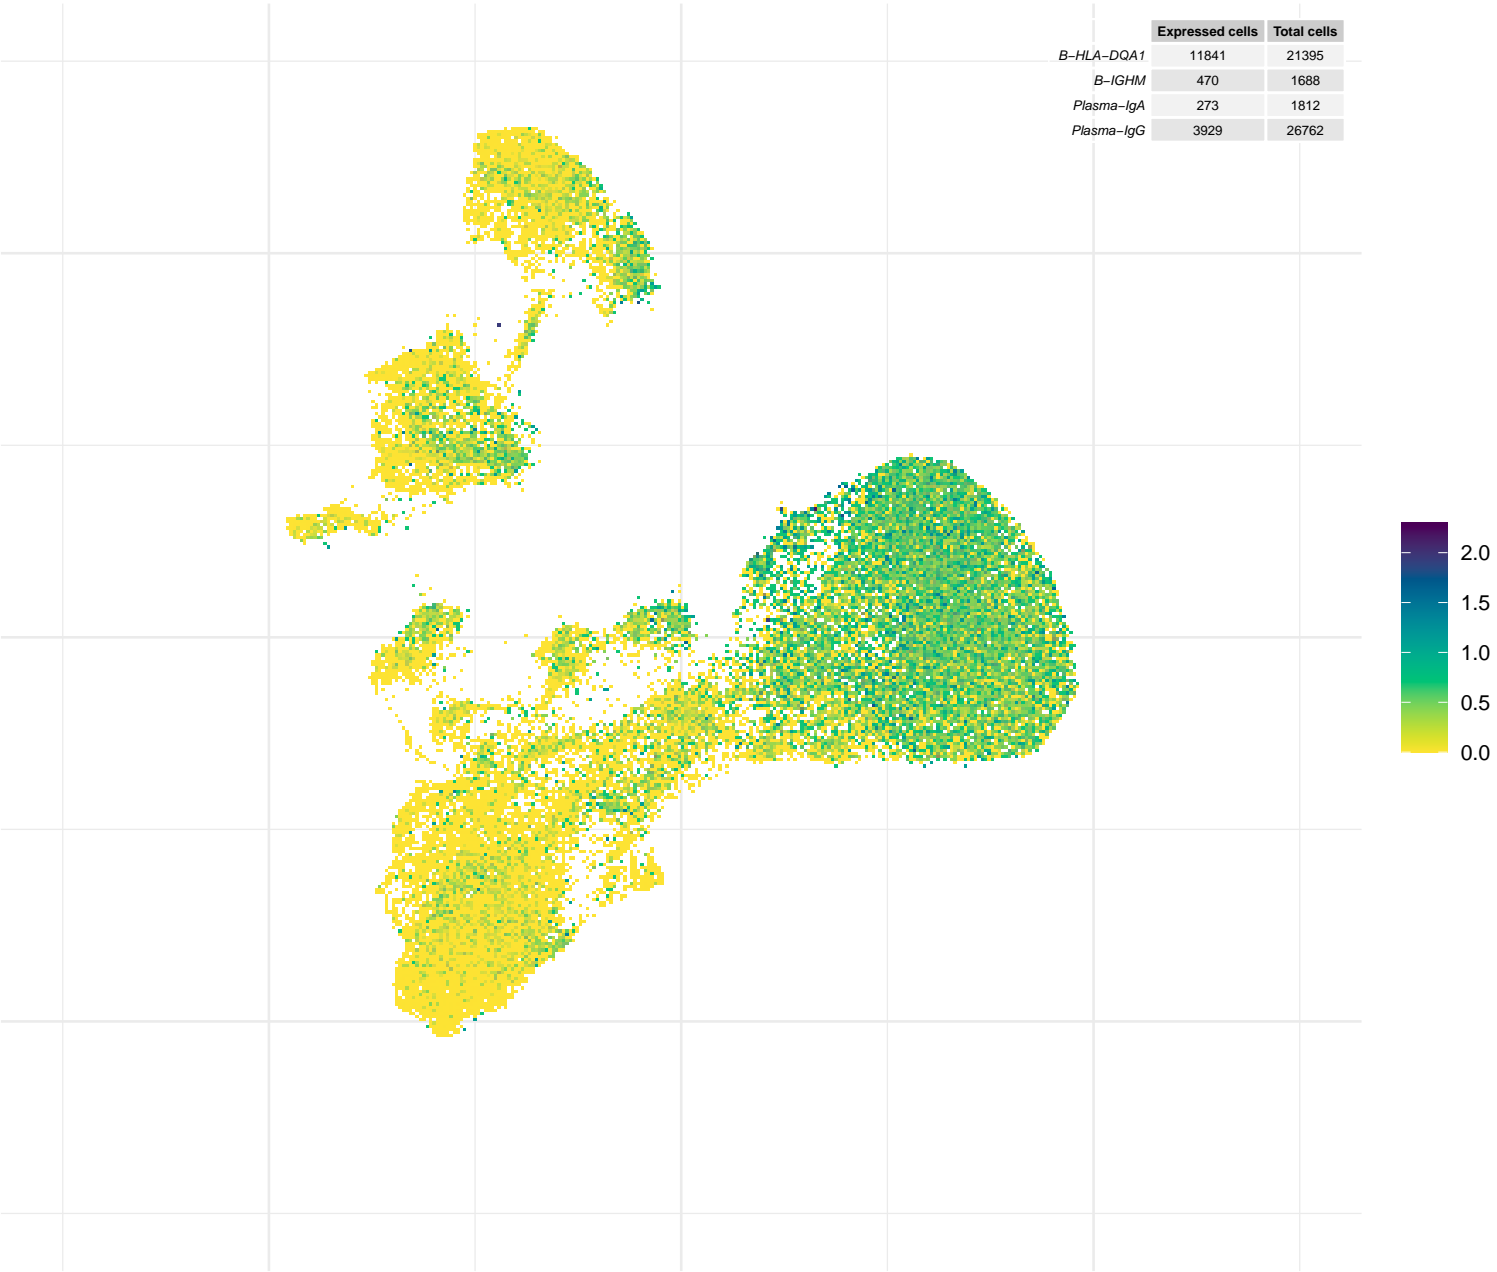 Expressed cells Total cells
B−HLA−DQA1 11841 21395
B−IGHM 470 1688
Plasma−IgA 273 1812
Plasma−IgG 3929 26762
2.0
1.5
1.0
0.5
0.0